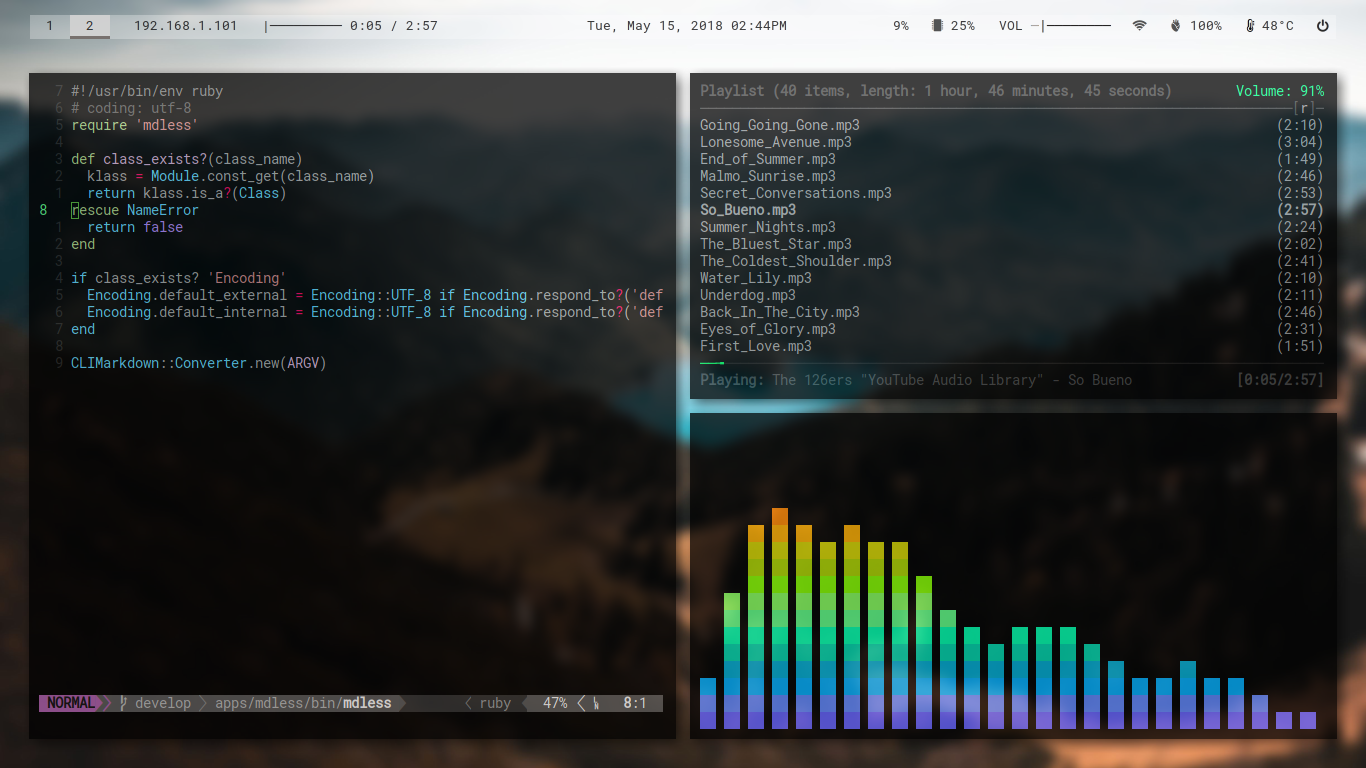 1 2 192.168.1.101 0:05 / 2:57 Tue, May 15, 2018 02:44PM 9% 25% VOL 100% 48°C
7 #!/usr/bin/env ruby
6 # coding: utf-8
5 require 'mdless'
4
3 def class_exists?(class_name)
2 klass = Module.const_get(class_name)
1 return klass.is_a?(Class)
8 rescue NameError
1 return false
2 end
3
4 if class_exists? 'Encoding'
5 Encoding.default_external = Encoding::UTF_8 if Encoding.respond_to?('def
6 Encoding.default_internal = Encoding::UTF_8 if Encoding.respond_to?('def
7 end
8
9 CLIMarkdown::Converter.new(ARGV)
NORMAL develop apps/mdless/bin/mdless ruby 47% 8:1
Playlist (40 items, length: 1 hour, 46 minutes, 45 seconds) Volume: 91%
[r]
Going_Going_Gone.mp3 (2:10)
Lonesome_Avenue.mp3 (3:04)
End_of_Summer.mp3 (1:49)
Malmo_Sunrise.mp3 (2:46)
Secret_Conversations.mp3 (2:53)
So_Bueno.mp3 (2:57)
Summer_Nights.mp3 (2:24)
The_Bluest_Star.mp3 (2:02)
The_Coldest_Shoulder.mp3 (2:41)
Water_Lily.mp3 (2:10)
Underdog.mp3 (2:11)
Back_In_The_City.mp3 (2:46)
Eyes_of_Glory.mp3 (2:31)
First_Love.mp3 (1:51)
Playing: The 126ers "YouTube Audio Library" - So Bueno [0:05/2:57]